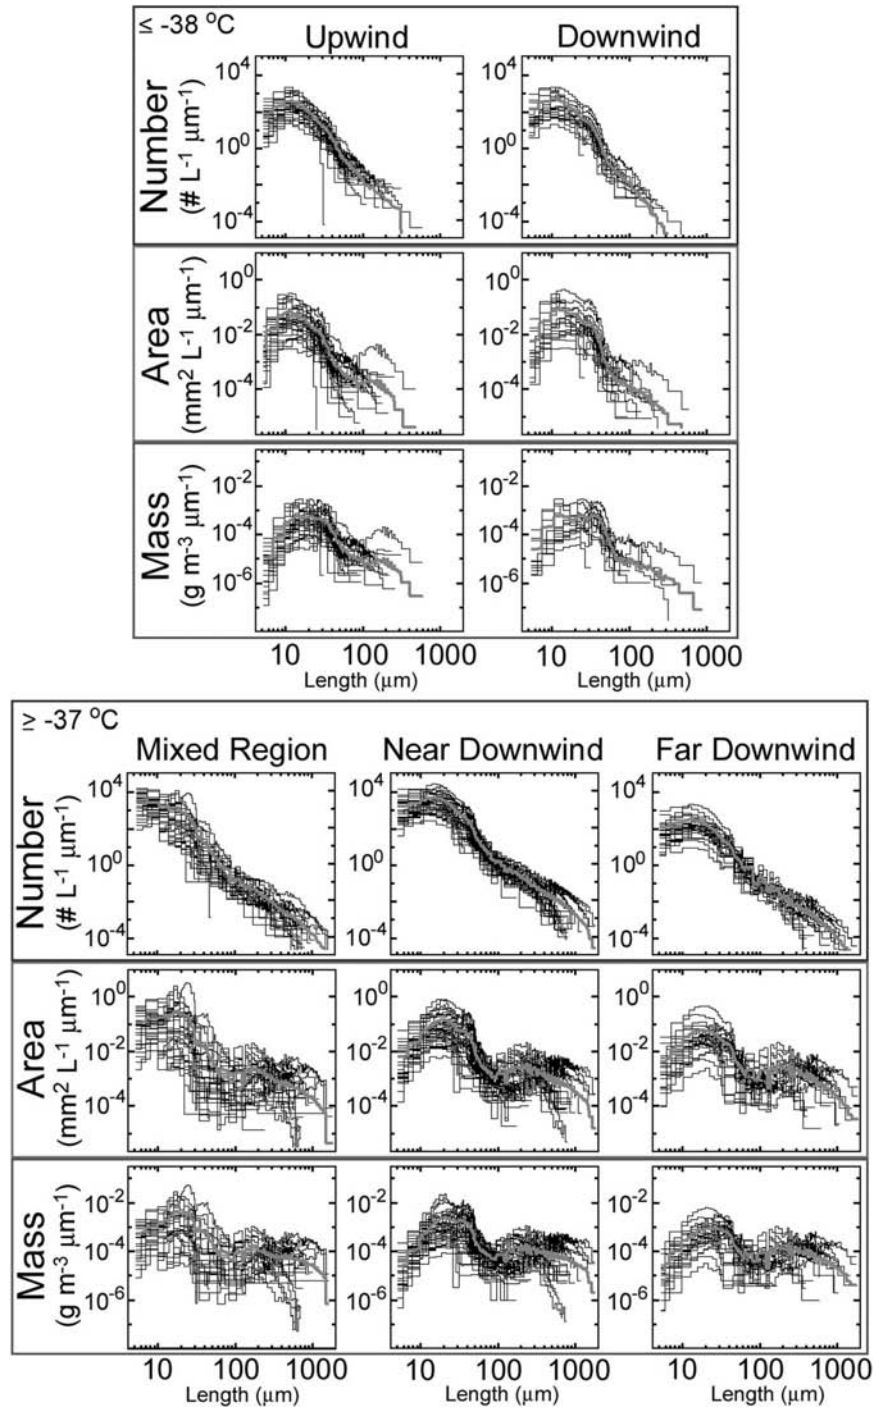 ≤ -38 °C
Upwind Downwind
Number
(# L-1 μm-1)
10^4
10^0
10^-4
10^4
10^0
10^-4
Area
(mm2 L-1 μm-1)
10^0
10^-2
10^-4
10^0
10^-2
10^-4
Mass
(g m-3 μm-1)
10^-2
10^-4
10^-6
10^-2
10^-4
10^-6
10 100 1000 10 100 1000
Length (μm) Length (μm)
≥ -37 °C
Mixed Region Near Downwind Far Downwind
Number
(# L-1 μm-1)
10^4
10^0
10^-4
10^4
10^0
10^-4
10^4
10^0
10^-4
Area
(mm2 L-1 μm-1)
10^0
10^-2
10^-4
10^0
10^-2
10^-4
10^0
10^-2
10^-4
Mass
(g m-3 μm-1)
10^-2
10^-4
10^-6
10^-2
10^-4
10^-6
10^-2
10^-4
10^-6
10 100 1000 10 100 1000 10 100 1000
Length (μm) Length (μm) Length (μm)